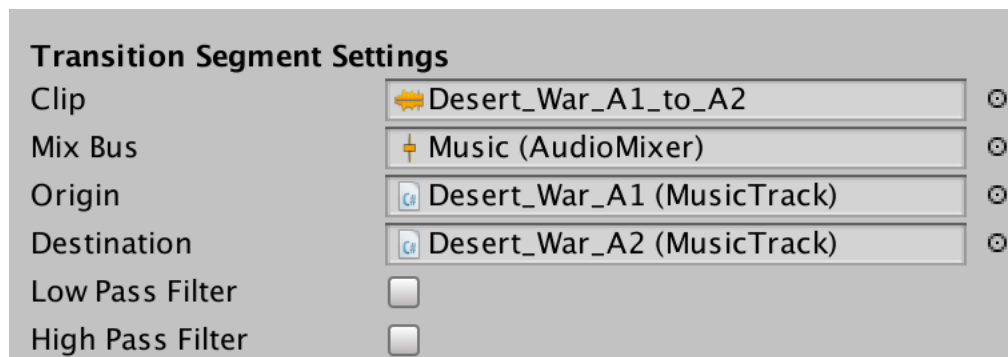 Transition Segment Settings
Clip Desert_War_A1_to_A2
Mix Bus Music (AudioMixer)
Origin C# Desert_War_A1 (MusicTrack)
Destination C# Desert_War_A2 (MusicTrack)
Low Pass Filter
High Pass Filter